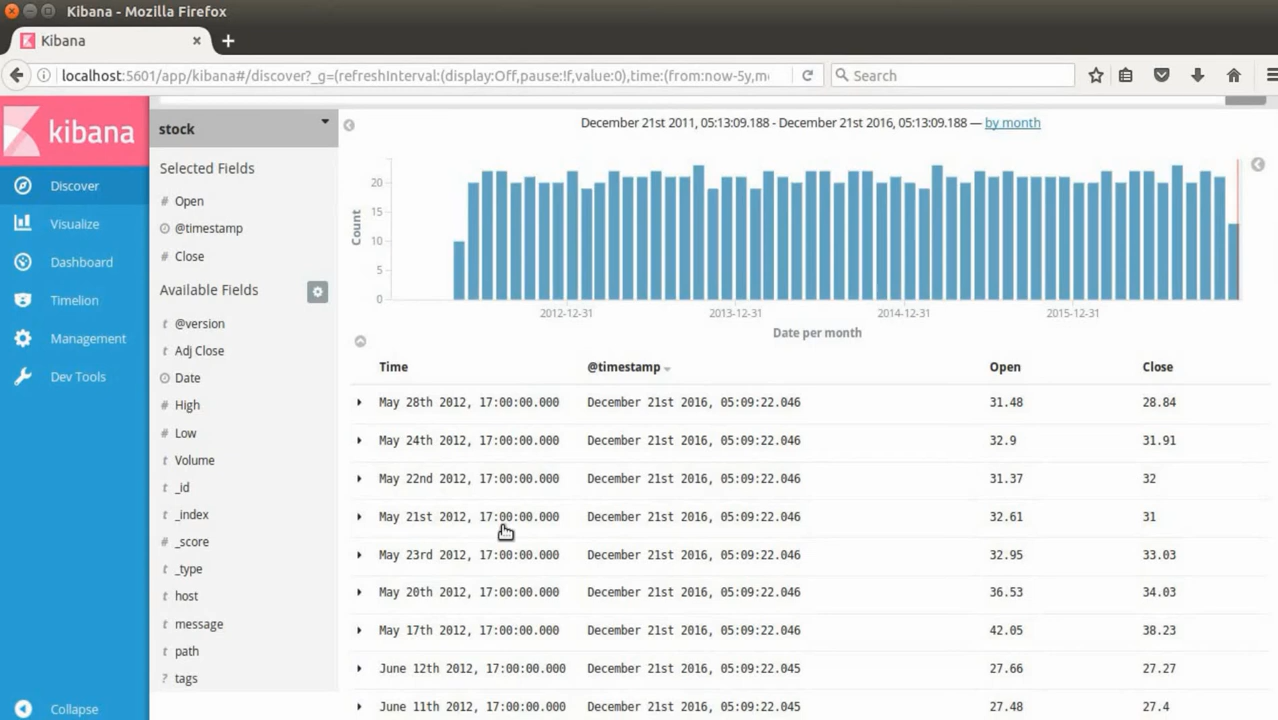 Kibana - Mozilla Firefox
Kibana
localhost:5601/app/kibana#/discover?_g=(refreshInterval:(display:Off,pause:!f,value:0),time:(from:now-5y,mo
Search
kibana
Discover
Visualize
Dashboard
Timelion
Management
Dev Tools
Collapse
stock
Selected Fields
# Open
@timestamp
# Close
Available Fields
t @version
t Adj Close
Date
# High
# Low
t Volume
t _id
t _index
# _score
t _type
t host
t message
t path
? tags
December 21st 2011, 05:13:09.188 - December 21st 2016, 05:13:09.188 — by month
Count
20
15
10
5
0
2012-12-31 2013-12-31 2014-12-31 2015-12-31
Date per month
Time @timestamp Open Close
May 28th 2012, 17:00:00.000 December 21st 2016, 05:09:22.046 31.48 28.84
May 24th 2012, 17:00:00.000 December 21st 2016, 05:09:22.046 32.9 31.91
May 22nd 2012, 17:00:00.000 December 21st 2016, 05:09:22.046 31.37 32
May 21st 2012, 17:00:00.000 December 21st 2016, 05:09:22.046 32.61 31
May 23rd 2012, 17:00:00.000 December 21st 2016, 05:09:22.046 32.95 33.03
May 20th 2012, 17:00:00.000 December 21st 2016, 05:09:22.046 36.53 34.03
May 17th 2012, 17:00:00.000 December 21st 2016, 05:09:22.046 42.05 38.23
June 12th 2012, 17:00:00.000 December 21st 2016, 05:09:22.045 27.66 27.27
June 11th 2012, 17:00:00.000 December 21st 2016, 05:09:22.045 27.48 27.4